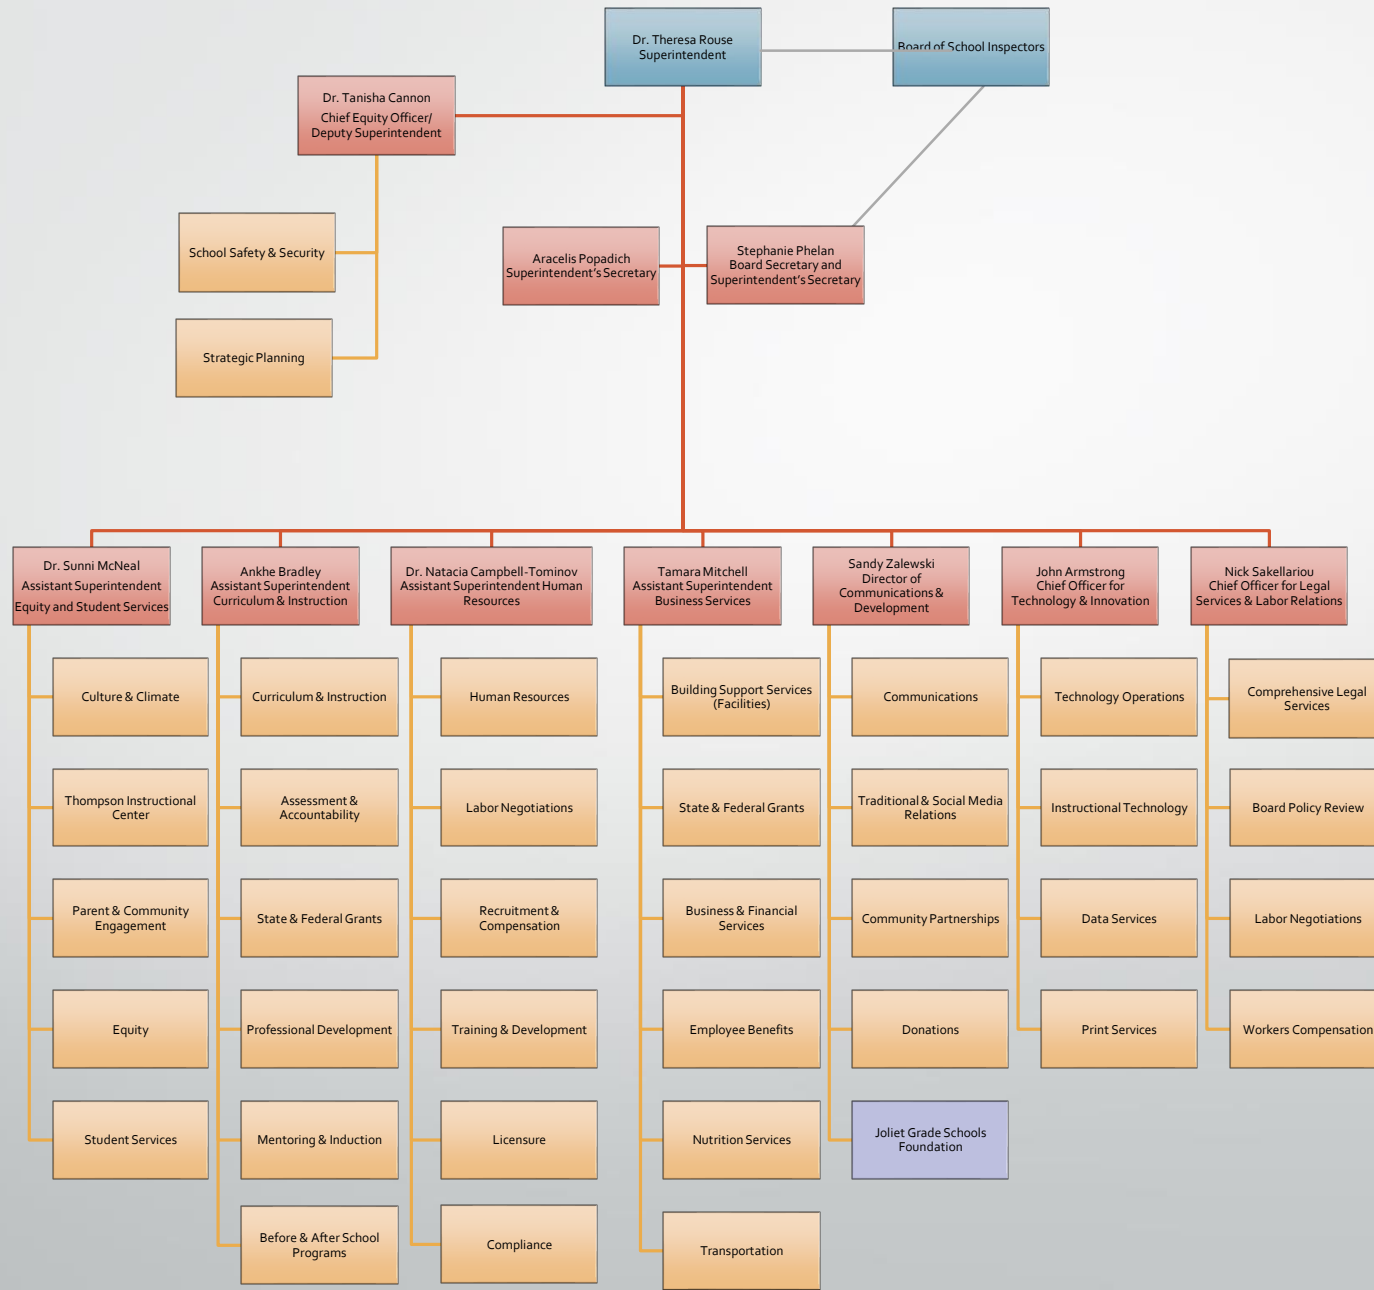 Dr. Theresa Rouse
Superintendent
Board of School Inspectors
Dr. Tanisha Cannon
Chief Equity Officer/
Deputy Superintendent
School Safety & Security
Strategic Planning
Aracelis Popadich
Superintendent's Secretary
Stephanie Phelan
Board Secretary and
Superintendent's Secretary
Dr. Sunni McNeal
Assistant Superintendent
Equity and Student Services
Ankhe Bradley
Assistant Superintendent
Curriculum & Instruction
Dr. Natacia Campbell-Tominov
Assistant Superintendent Human
Resources
Tamara Mitchell
Assistant Superintendent
Business Services
Sandy Zalewski
Director of
Communications &
Development
John Armstrong
Chief Officer for
Technology & Innovation
Nick Sakellariou
Chief Officer for Legal
Services & Labor Relations
Culture & Climate
Thompson Instructional
Center
Parent & Community
Engagement
Equity
Student Services
Curriculum & Instruction
Assessment &
Accountability
State & Federal Grants
Professional Development
Mentoring & Induction
Before & After School
Programs
Human Resources
Labor Negotiations
Recruitment &
Compensation
Training & Development
Licensure
Compliance
Building Support Services
(Facilities)
State & Federal Grants
Business & Financial
Services
Employee Benefits
Nutrition Services
Transportation
Communications
Traditional & Social Media
Relations
Community Partnerships
Donations
Joliet Grade Schools
Foundation
Technology Operations
Instructional Technology
Data Services
Print Services
Comprehensive Legal
Services
Board Policy Review
Labor Negotiations
Workers Compensation